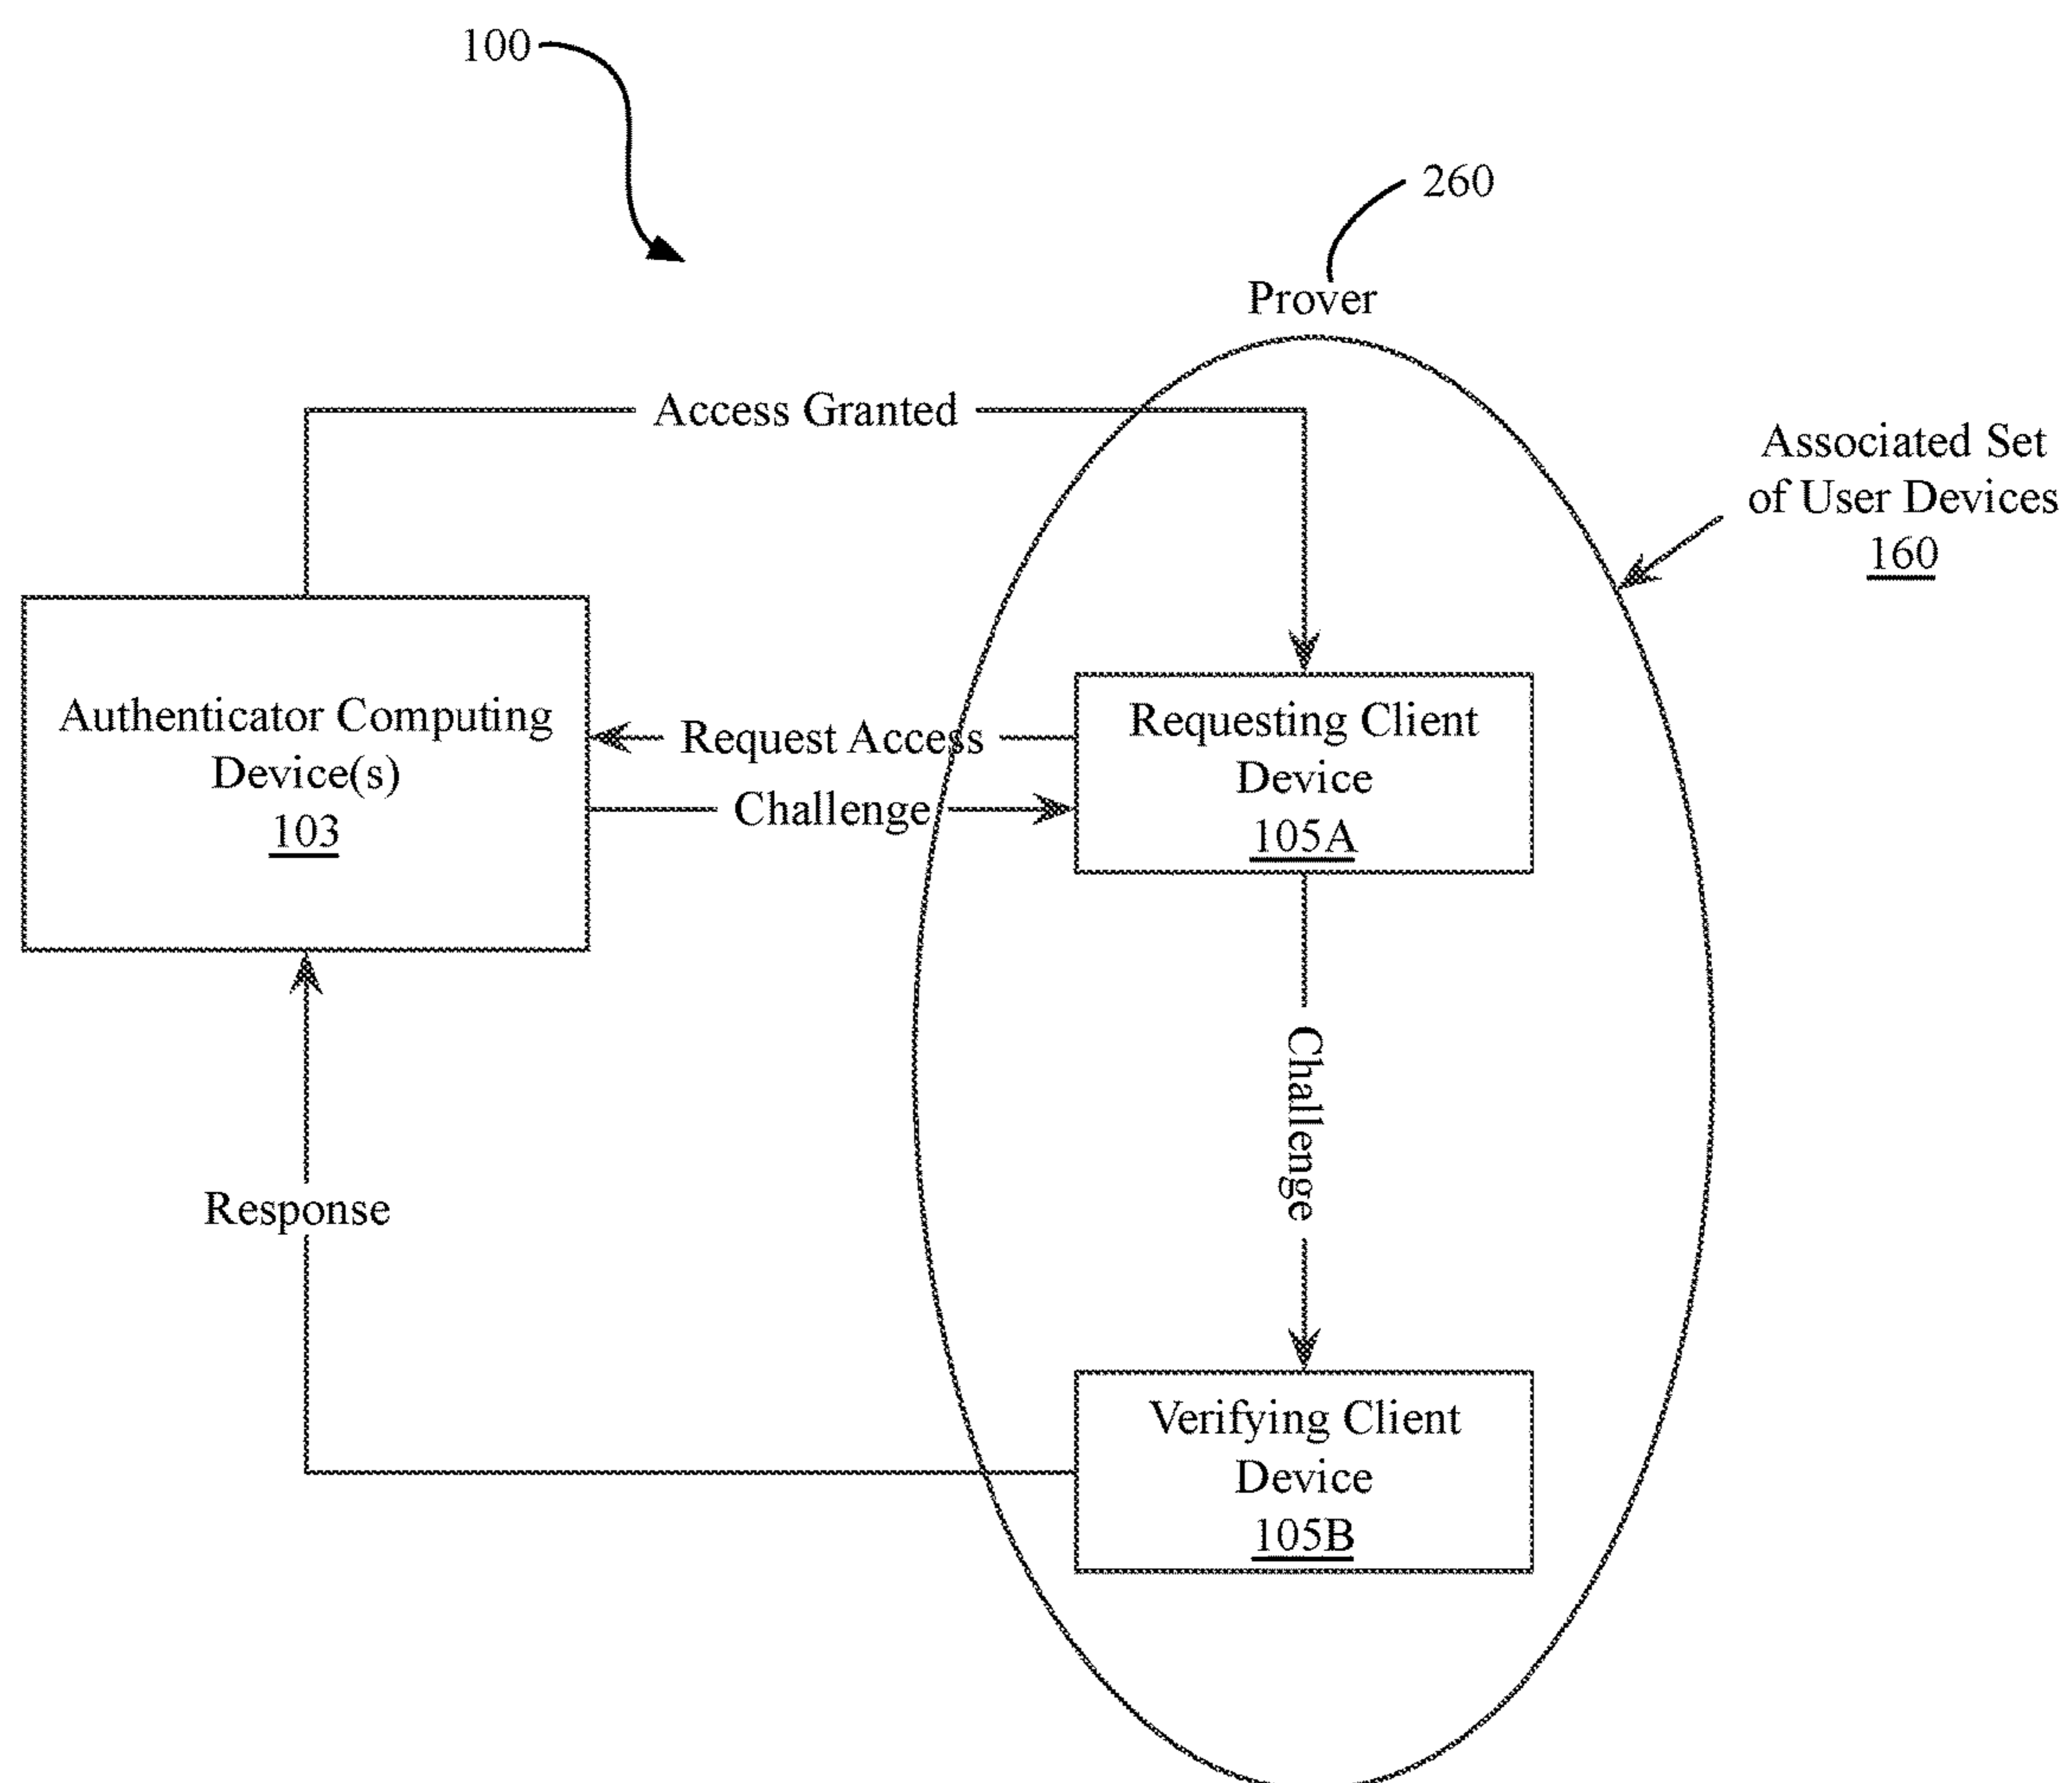 100
260
Prover
Access Granted
Associated Set
of User Devices
160
Authenticator Computing
Device(s)
103
Request Access
Challenge
Requesting Client
Device
105A
Challenge
Response
Verifying Client
Device
105B